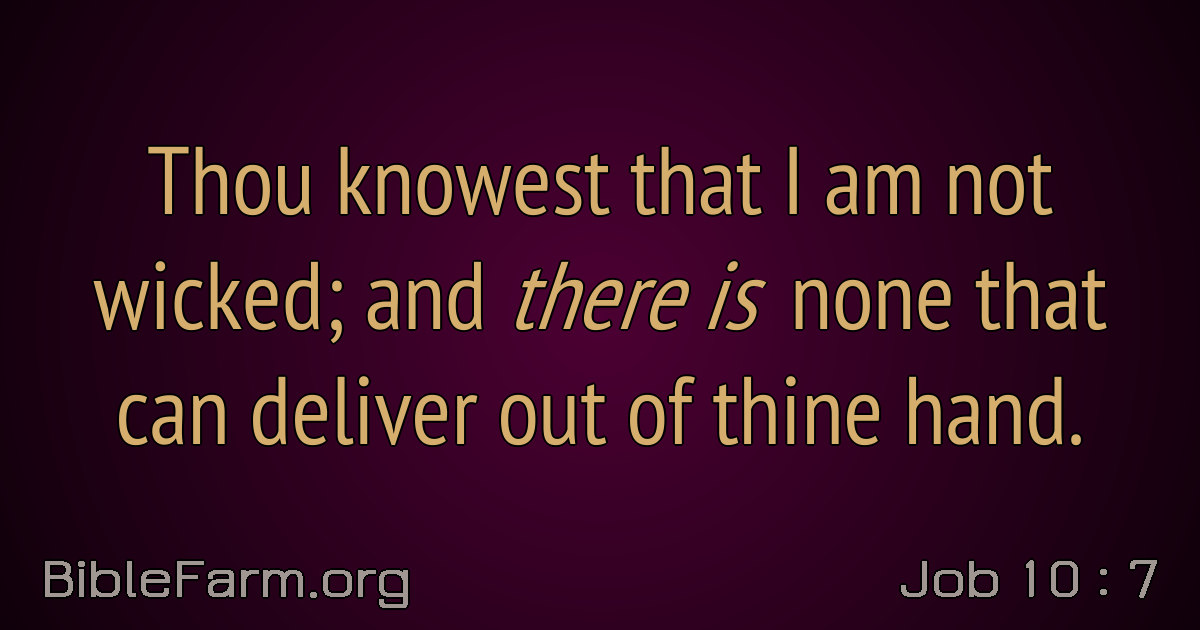 Thou knowest that I am not
wicked; and there is none that
can deliver out of thine hand.
BibleFarm.org
Job 10 : 7